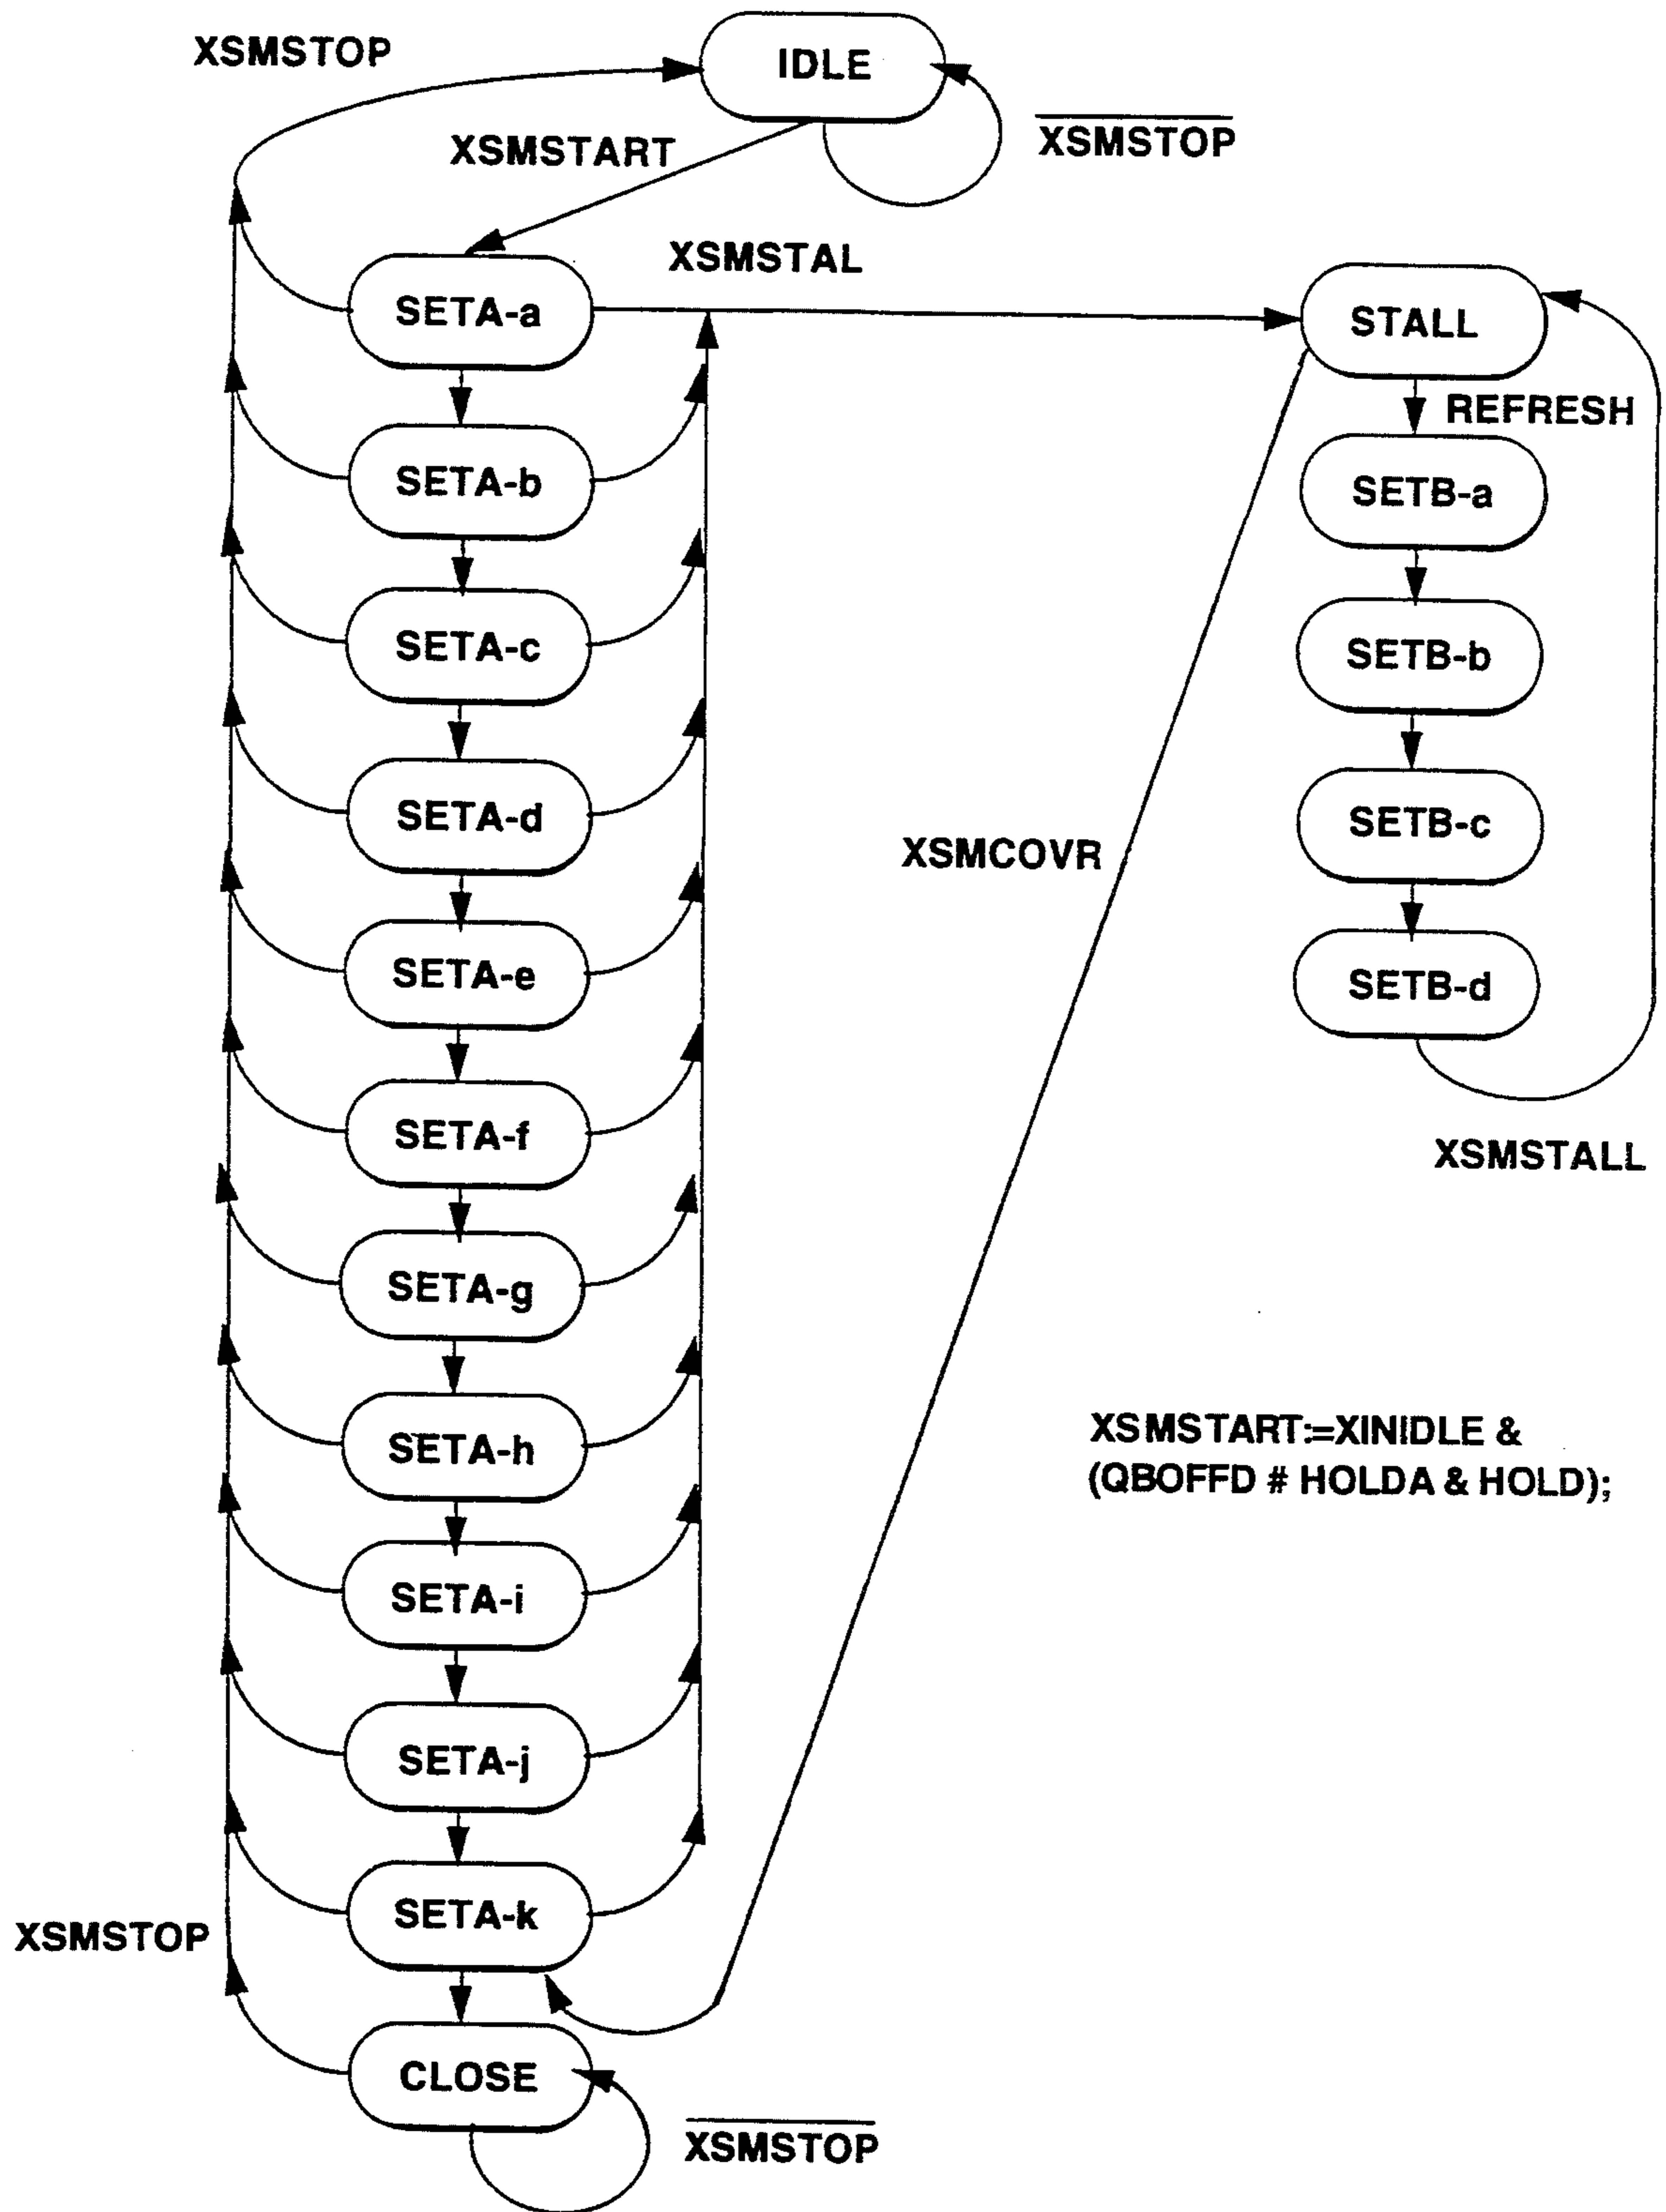 XSMSTOP
IDLE
XSMSTOP
XSMSTART
XSMSTAL
SETA-a
STALL
REFRESH
SETB-a
SETA-b
SETB-b
SETA-c
SETB-c
SETA-d
XSMCOVR
SETB-d
SETA-e
SETA-f
XSMSTALL
SETA-g
XSMSTART:=XINIDLE &
(QBOFFD # HOLDA & HOLD);
SETA-h
SETA-i
SETA-j
SETA-k
XSMSTOP
CLOSE
XSMSTOP